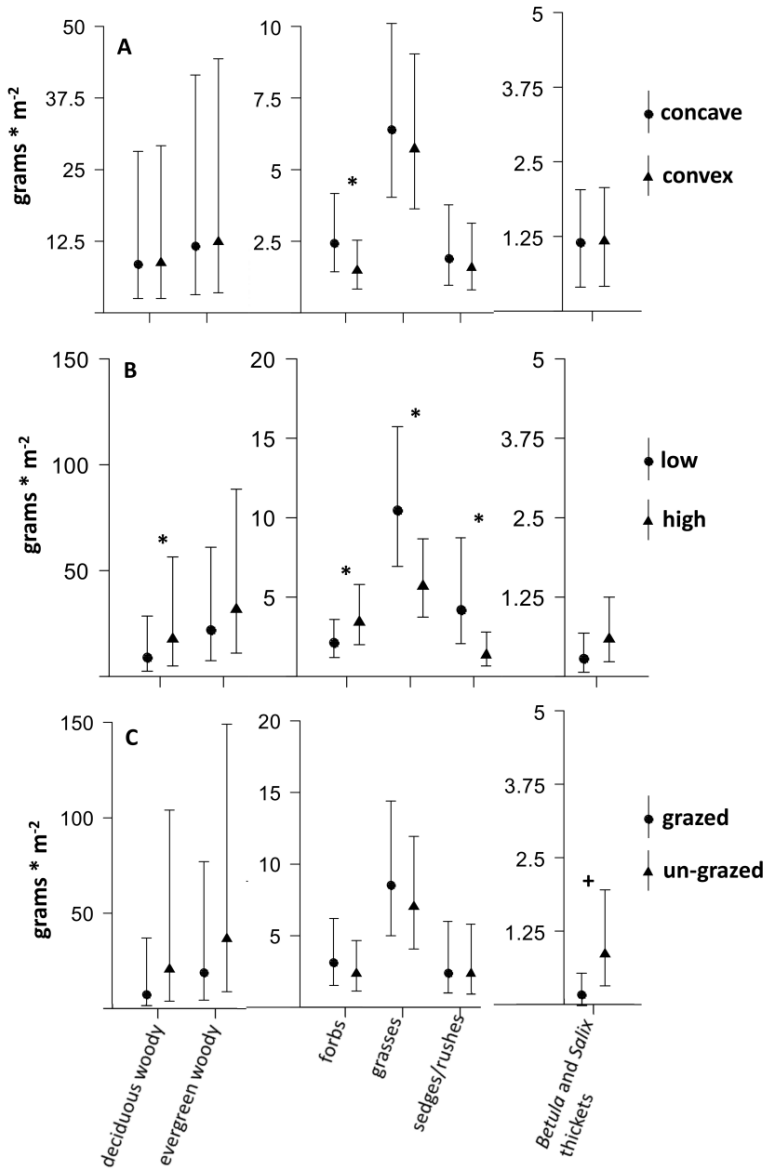 A
grams * m-2
50
37.5
25
12.5
10
7.5
5
2.5
*
5
3.75
2.5
1.25
concave
convex
B
grams * m-2
150
100
50
*
20
15
10
5
*
*
*
5
3.75
2.5
1.25
low
high
C
grams * m-2
150
100
50
20
15
10
5
5
3.75
2.5
1.25
+
grazed
un-grazed
deciduous woody
evergreen woody
forbs
grasses
sedges/rushes
Betula and Salix
thickets